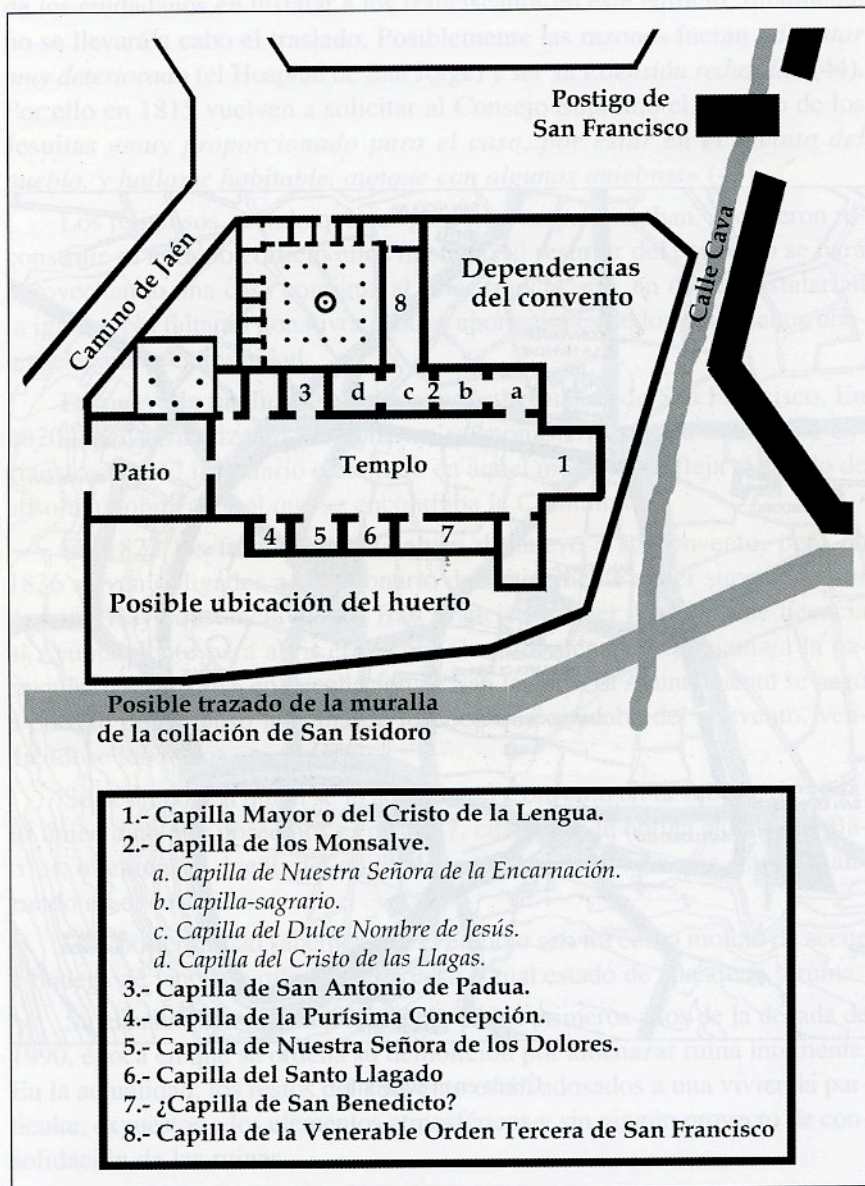 Postigo de
San Francisco
Camino de Jaén
Calle Cava
Dependencias
del convento
8
3 d c 2 b a
Patio
Templo
1
4 5 6 7
Posible ubicación del huerto
Posible trazado de la muralla
de la collación de San Isidoro
1.- Capilla Mayor o del Cristo de la Lengua.
2.- Capilla de los Monsalve.
a. Capilla de Nuestra Señora de la Encarnación.
b. Capilla-sagrario.
c. Capilla del Dulce Nombre de Jesús.
d. Capilla del Cristo de las Llagas.
3.- Capilla de San Antonio de Padua.
4.- Capilla de la Purísima Concepción.
5.- Capilla de Nuestra Señora de los Dolores.
6.- Capilla del Santo Llagado
7.- ¿Capilla de San Benedicto?
8.- Capilla de la Venerable Orden Tercera de San Francisco